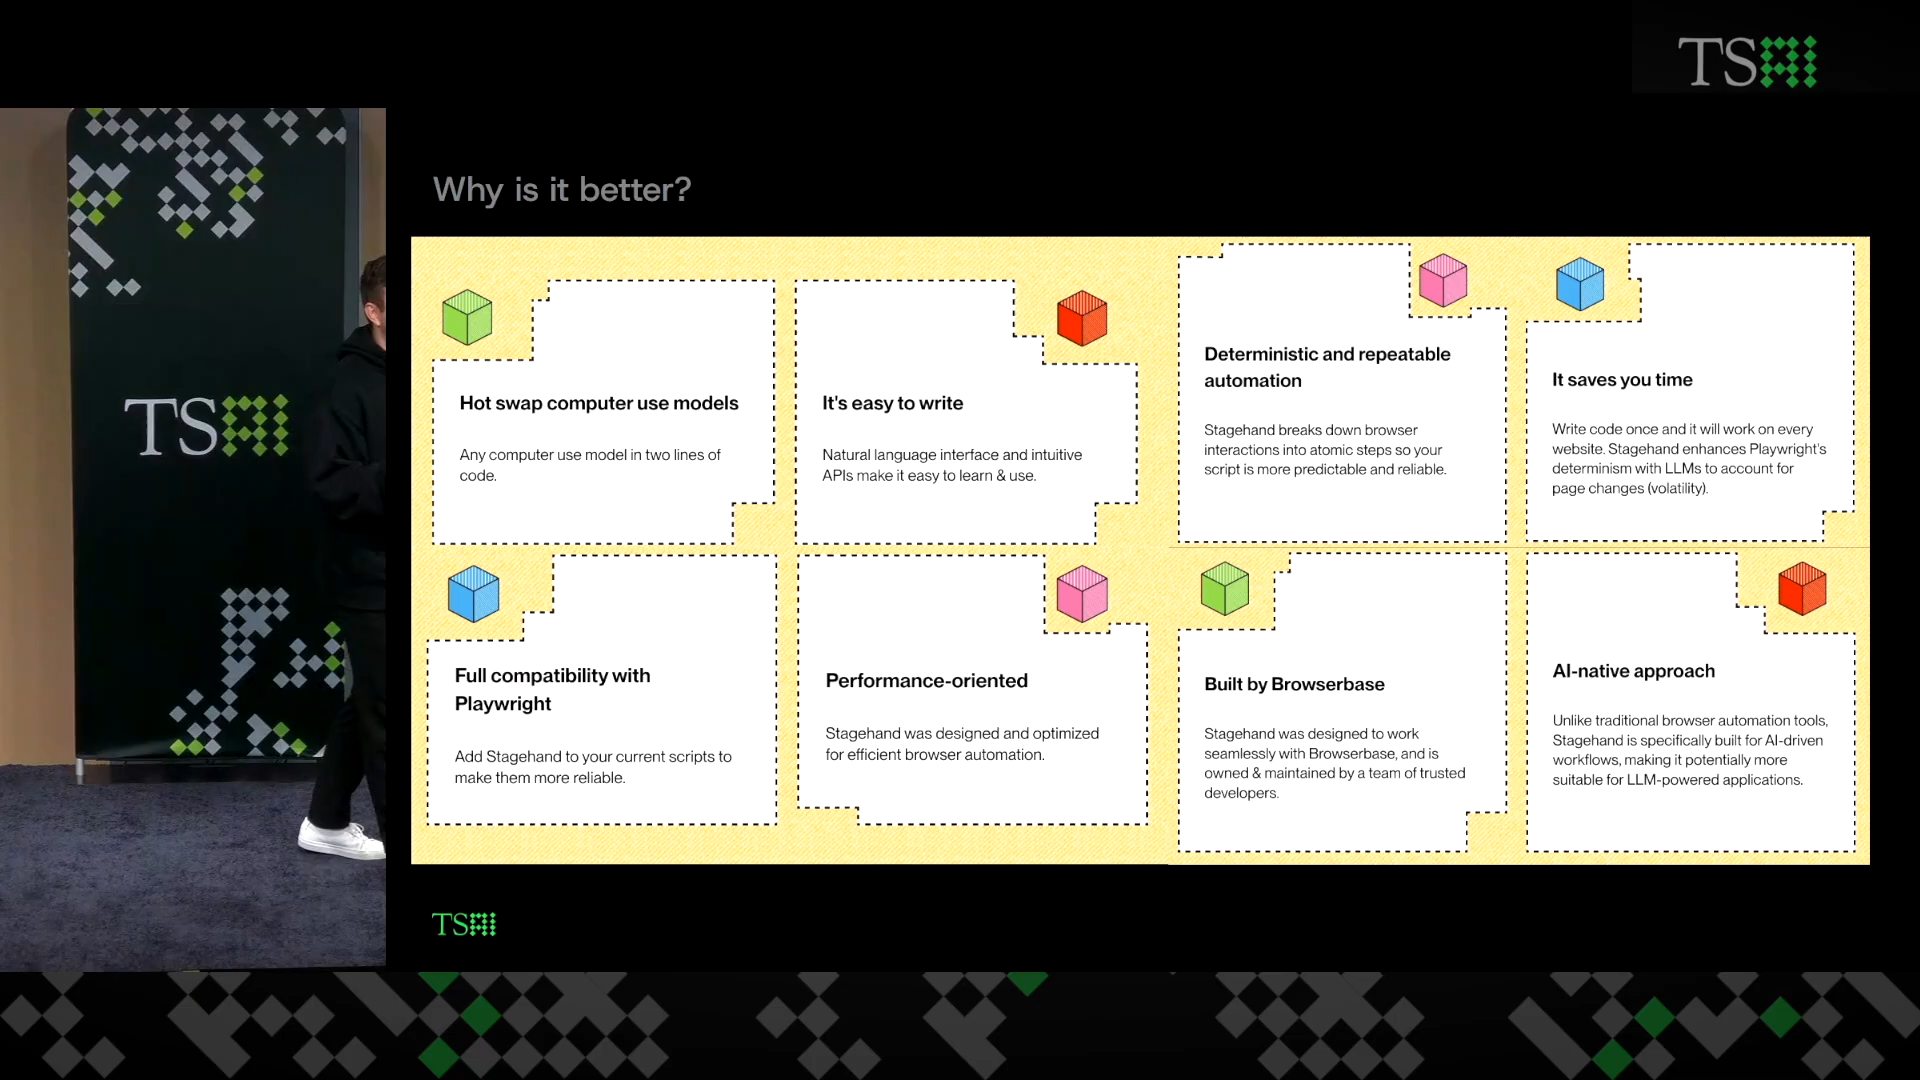 TSAI
TSAI
Why is it better?
Hot swap computer use models
Any computer use model in two lines of
code.
It's easy to write
Natural language interface and intuitive
APIs make it easy to learn & use.
Deterministic and repeatable
automation
Stagehand breaks down browser
interactions into atomic steps so your
script is more predictable and reliable.
It saves you time
Write code once and it will work on every
website. Stagehand enhances Playwright's
determinism with LLMs to account for
page changes (volatility).
Full compatibility with
Playwright
Add Stagehand to your current scripts to
make them more reliable.
Performance-oriented
Stagehand was designed and optimized
for efficient browser automation.
Built by Browserbase
Stagehand was designed to work
seamlessly with Browserbase, and is
owned & maintained by a team of trusted
developers.
AI-native approach
Unlike traditional browser automation tools,
Stagehand is specifically built for AI-driven
workflows, making it potentially more
suitable for LLM-powered applications.
TSAI